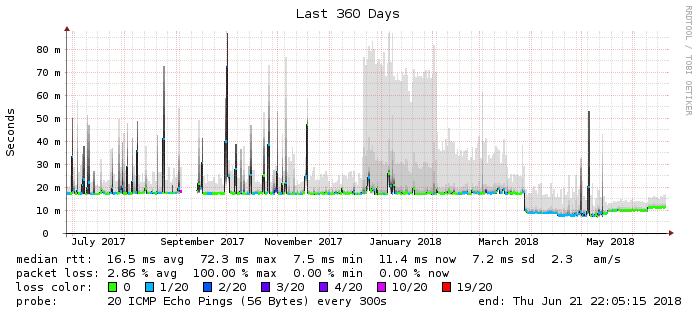 Last 360 Days
RRDTOOL / TOBI OETIKER
Seconds
80 m
70 m
60 m
50 m
40 m
30 m
20 m
10 m
0
July 2017 September 2017 November 2017 January 2018 March 2018 May 2018
median rtt: 16.5 ms avg 72.3 ms max 7.5 ms min 11.4 ms now 7.2 ms sd 2.3 am/s
packet loss: 2.86 % avg 100.00 % max 0.00 % min 0.00 % now
loss color: 0 1/20 2/20 3/20 4/20 10/20 19/20
probe: 20 ICMP Echo Pings (56 Bytes) every 300s end: Thu Jun 21 22:05:15 2018